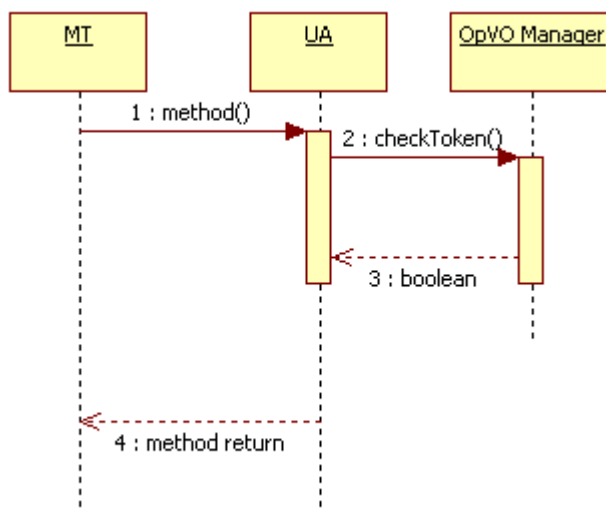 MT
UA
OpVO Manager
1 : method()
2 : checkToken()
3 : boolean
4 : method return